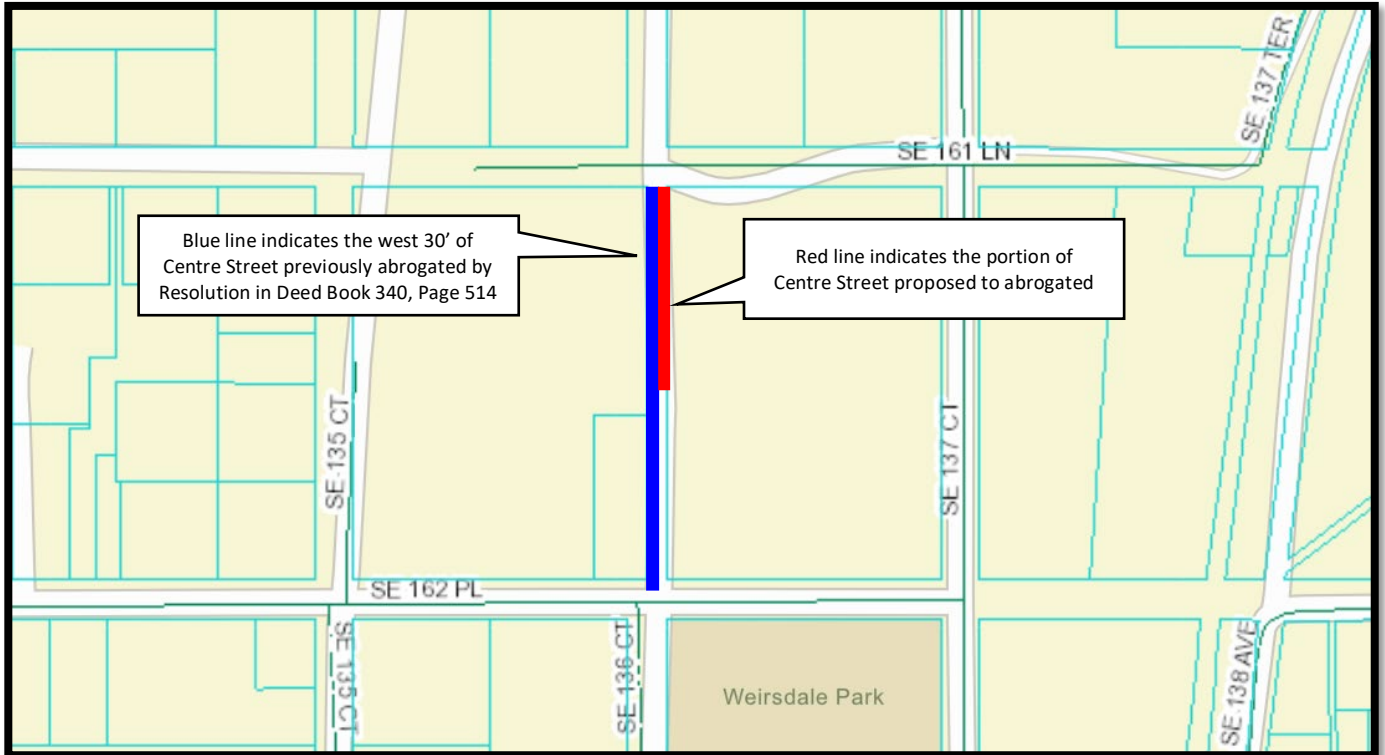 SE 137 TER
SE 161 LN
Blue line indicates the west 30’ of
Centre Street previously abrogated by
Resolution in Deed Book 340, Page 514
Red line indicates the portion of
Centre Street proposed to abrogated
SE 135 CT
SE 137 CT
SE 162 PL
SE 135 CT
SE 136 CT
Weirsdale Park
SE 138 AVE